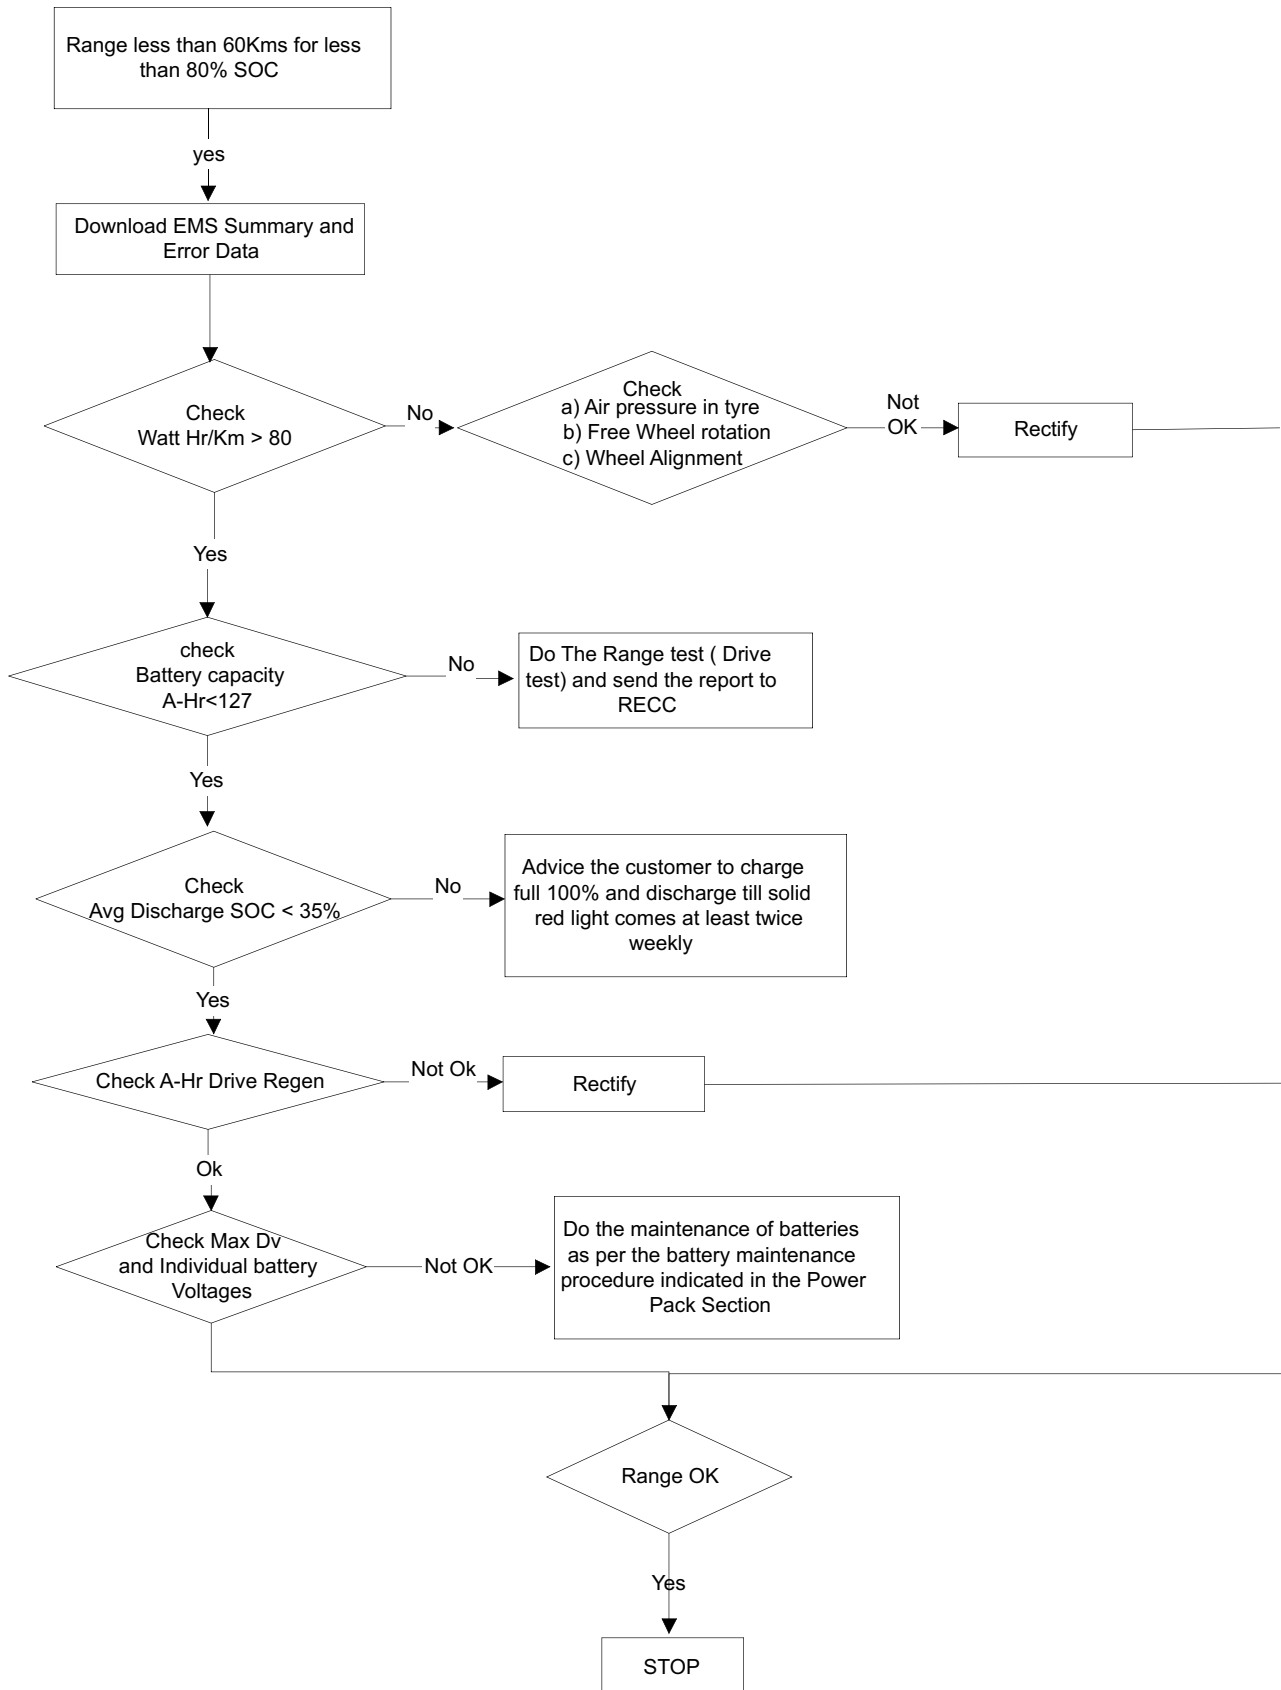 Range less than 60Kms for less
than 80% SOC
yes
Download EMS Summary and
Error Data
Check
Watt Hr/Km > 80
No
Check
a) Air pressure in tyre
b) Free Wheel rotation
c) Wheel Alignment
Not
OK
Rectify
Yes
check
Battery capacity
A-Hr<127
No
Do The Range test ( Drive
test) and send the report to
RECC
Yes
Check
Avg Discharge SOC < 35%
No
Advice the customer to charge
full 100% and discharge till solid
red light comes at least twice
weekly
Yes
Check A-Hr Drive Regen
Not Ok
Rectify
Ok
Check Max Dv
and Individual battery
Voltages
Not OK
Do the maintenance of batteries
as per the battery maintenance
procedure indicated in the Power
Pack Section
Range OK
Yes
STOP